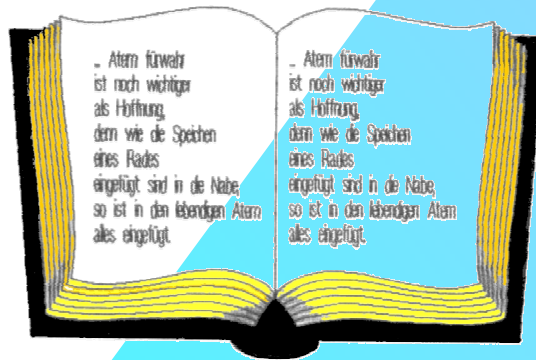 ... Atem fürwahr
ist noch wichtiger
als Hoffnung,
denn wie die Speichen
eines Rades
eingefügt sind in die Nabe,
so ist in den lebendigen Atem
alles eingefügt.
... Atem fürwahr
ist noch wichtiger
als Hoffnung,
denn wie die Speichen
eines Rades
eingefügt sind in die Nabe,
so ist in den lebendigen Atem
alles eingefügt.